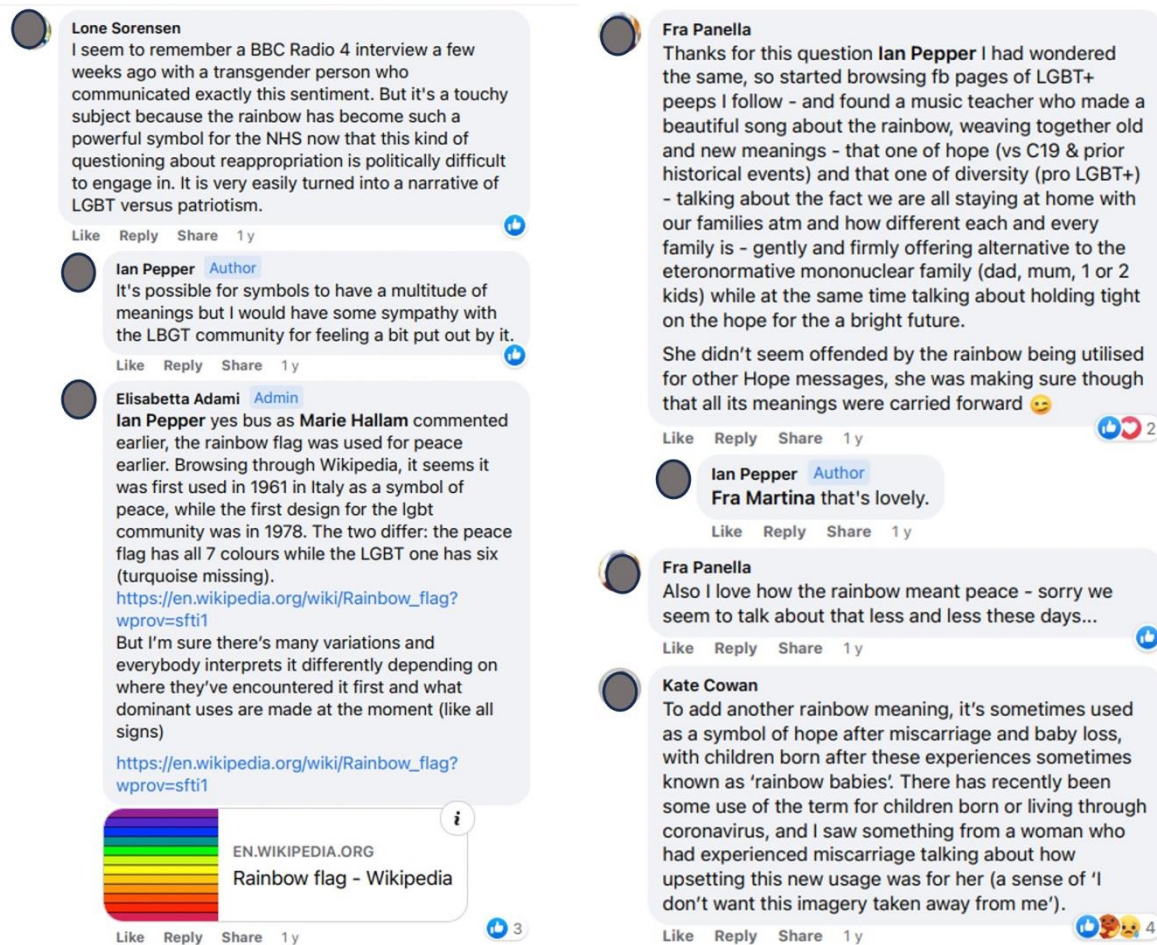 Lone Sorensen
I seem to remember a BBC Radio 4 interview a few
weeks ago with a transgender person who
communicated exactly this sentiment. But it's a touchy
subject because the rainbow has become such a
powerful symbol for the NHS now that this kind of
questioning about reappropriation is politically difficult
to engage in. It is very easily turned into a narrative of
LGBT versus patriotism.
Like Reply Share 1 y
Ian Pepper Author
It's possible for symbols to have a multitude of
meanings but I would have some sympathy with
the LBGT community for feeling a bit put out by it.
Like Reply Share 1 y
Elisabetta Adami Admin
Ian Pepper yes bus as Marie Hallam commented
earlier, the rainbow flag was used for peace
earlier. Browsing through Wikipedia, it seems it
was first used in 1961 in Italy as a symbol of
peace, while the first design for the lgbt
community was in 1978. The two differ: the peace
flag has all 7 colours while the LGBT one has six
(turquoise missing).
https://en.wikipedia.org/wiki/Rainbow_flag?
wprov=sfti1
But I'm sure there's many variations and
everybody interprets it differently depending on
where they've encountered it first and what
dominant uses are made at the moment (like all
signs)
https://en.wikipedia.org/wiki/Rainbow_flag?
wprov=sfti1
i
EN.WIKIPEDIA.ORG
Rainbow flag - Wikipedia
3
Like Reply Share 1 y
Fra Panella
Thanks for this question Ian Pepper I had wondered
the same, so started browsing fb pages of LGBT+
peeps I follow - and found a music teacher who made a
beautiful song about the rainbow, weaving together old
and new meanings - that one of hope (vs C19 & prior
historical events) and that one of diversity (pro LGBT+)
- talking about the fact we are all staying at home with
our families atm and how different each and every
family is - gently and firmly offering alternative to the
eteronormative mononuclear family (dad, mum, 1 or 2
kids) while at the same time talking about holding tight
on the hope for the a bright future.
She didn't seem offended by the rainbow being utilised
for other Hope messages, she was making sure though
that all its meanings were carried forward 😉
2
Like Reply Share 1 y
Ian Pepper Author
Fra Martina that's lovely.
Like Reply Share 1 y
Fra Panella
Also I love how the rainbow meant peace - sorry we
seem to talk about that less and less these days...
Like Reply Share 1 y
Kate Cowan
To add another rainbow meaning, it's sometimes used
as a symbol of hope after miscarriage and baby loss,
with children born after these experiences sometimes
known as 'rainbow babies'. There has recently been
some use of the term for children born or living through
coronavirus, and I saw something from a woman who
had experienced miscarriage talking about how
upsetting this new usage was for her (a sense of 'I
don't want this imagery taken away from me').
4
Like Reply Share 1 y